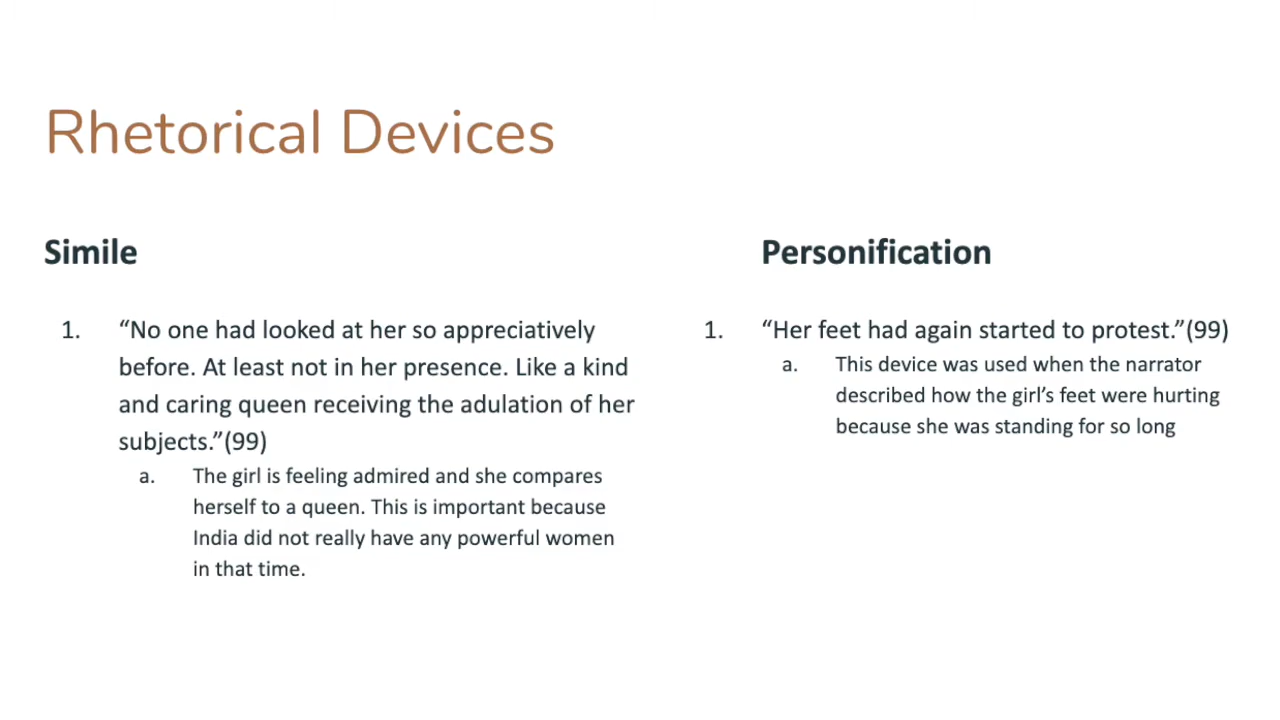 Rhetorical Devices
Simile
1. “No one had looked at her so appreciatively
before. At least not in her presence. Like a kind
and caring queen receiving the adulation of her
subjects.”(99)
a. The girl is feeling admired and she compares
herself to a queen. This is important because
India did not really have any powerful women
in that time.
Personification
1. “Her feet had again started to protest.”(99)
a. This device was used when the narrator
described how the girl’s feet were hurting
because she was standing for so long